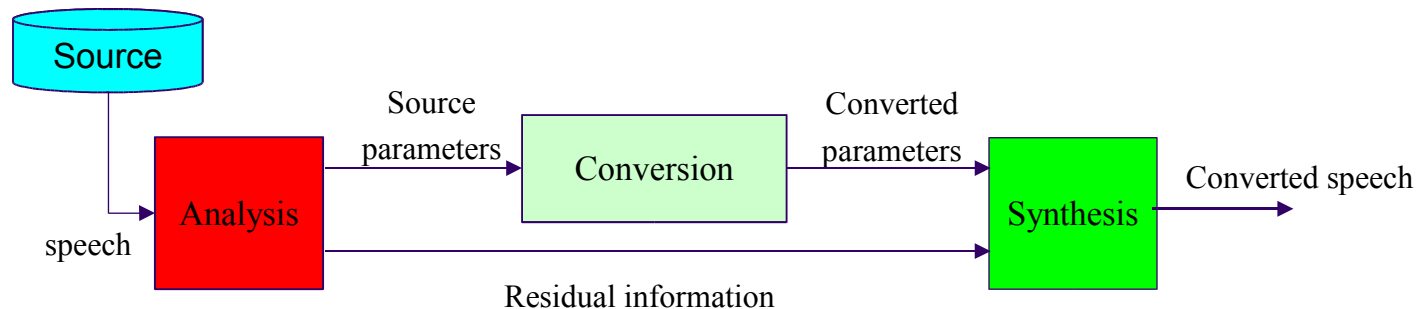 Source
speech
Analysis
Source
parameters
Conversion
Converted
parameters
Residual information
Synthesis
Converted speech